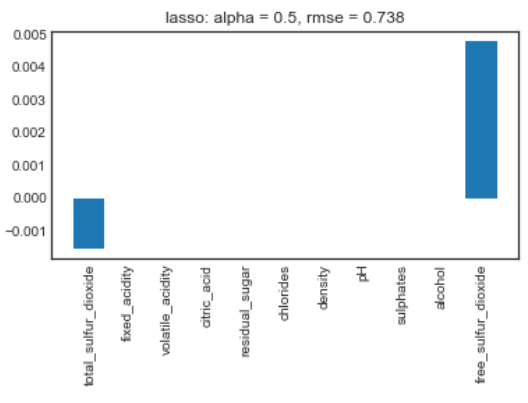 lasso: alpha = 0.5, rmse = 0.738
0.005
0.004
0.003
0.002
0.001
0.000
−0.001
total_sulfur_dioxide
fixed_acidity
volatile_acidity
citric_acid
residual_sugar
chlorides
density
pH
sulphates
alcohol
free_sulfur_dioxide